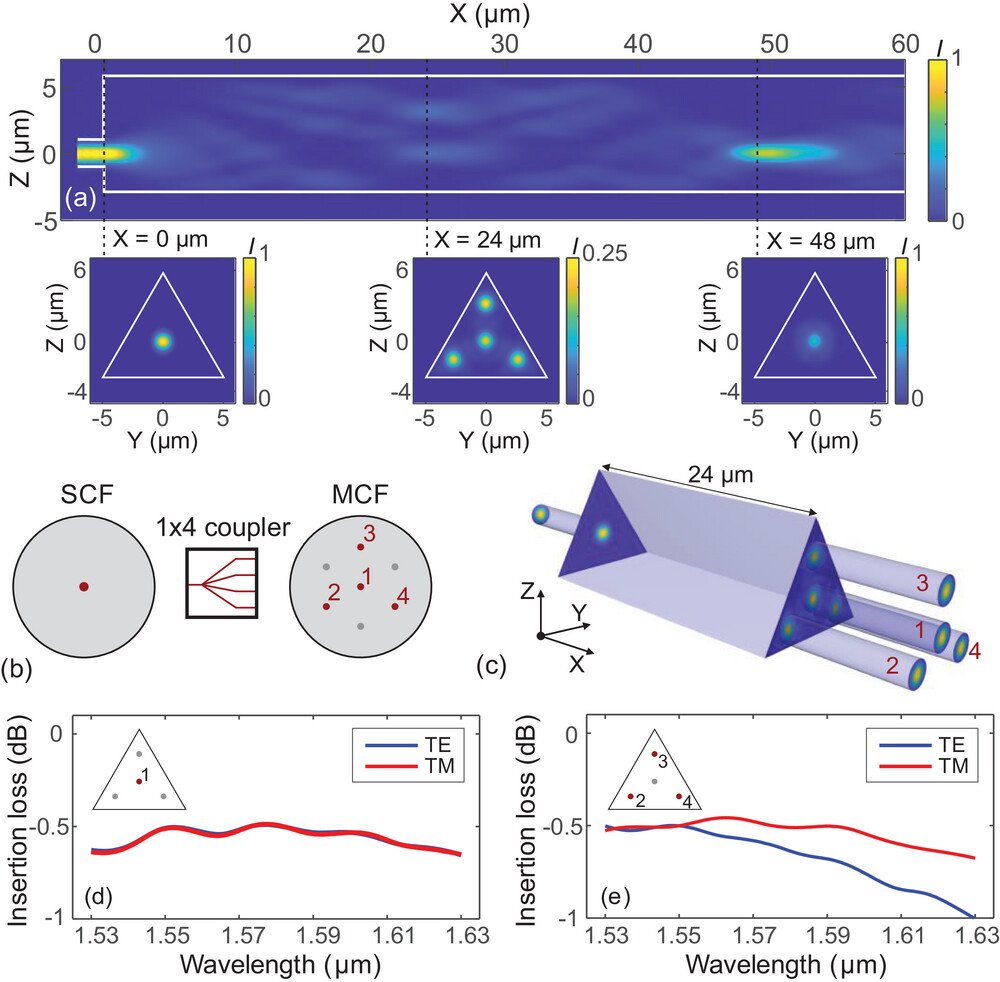 X (μm)
0 10 20 30 40 50 60
I 1
5
0
-5
Z (μm)
(a)
0
X = 0 μm
I 1
X = 24 μm
I 0.25
X = 48 μm
I 1
6
0
-4
Z (μm)
0
6
0
-4
Z (μm)
0
6
0
-4
Z (μm)
0
-5 0 5
-5 0 5
-5 0 5
Y (μm)
Y (μm)
Y (μm)
SCF
MCF
1x4 coupler
3
1
2
4
(b)
24 μm
3
1
4
2
Z
Y
X
(c)
Insertion loss (dB)
0
-0.5
-1
1
TE
TM
(d)
1.53 1.55 1.57 1.59 1.61 1.63
Wavelength (μm)
Insertion loss (dB)
0
-0.5
-1
3
2
4
TE
TM
(e)
1.53 1.55 1.57 1.59 1.61 1.63
Wavelength (μm)